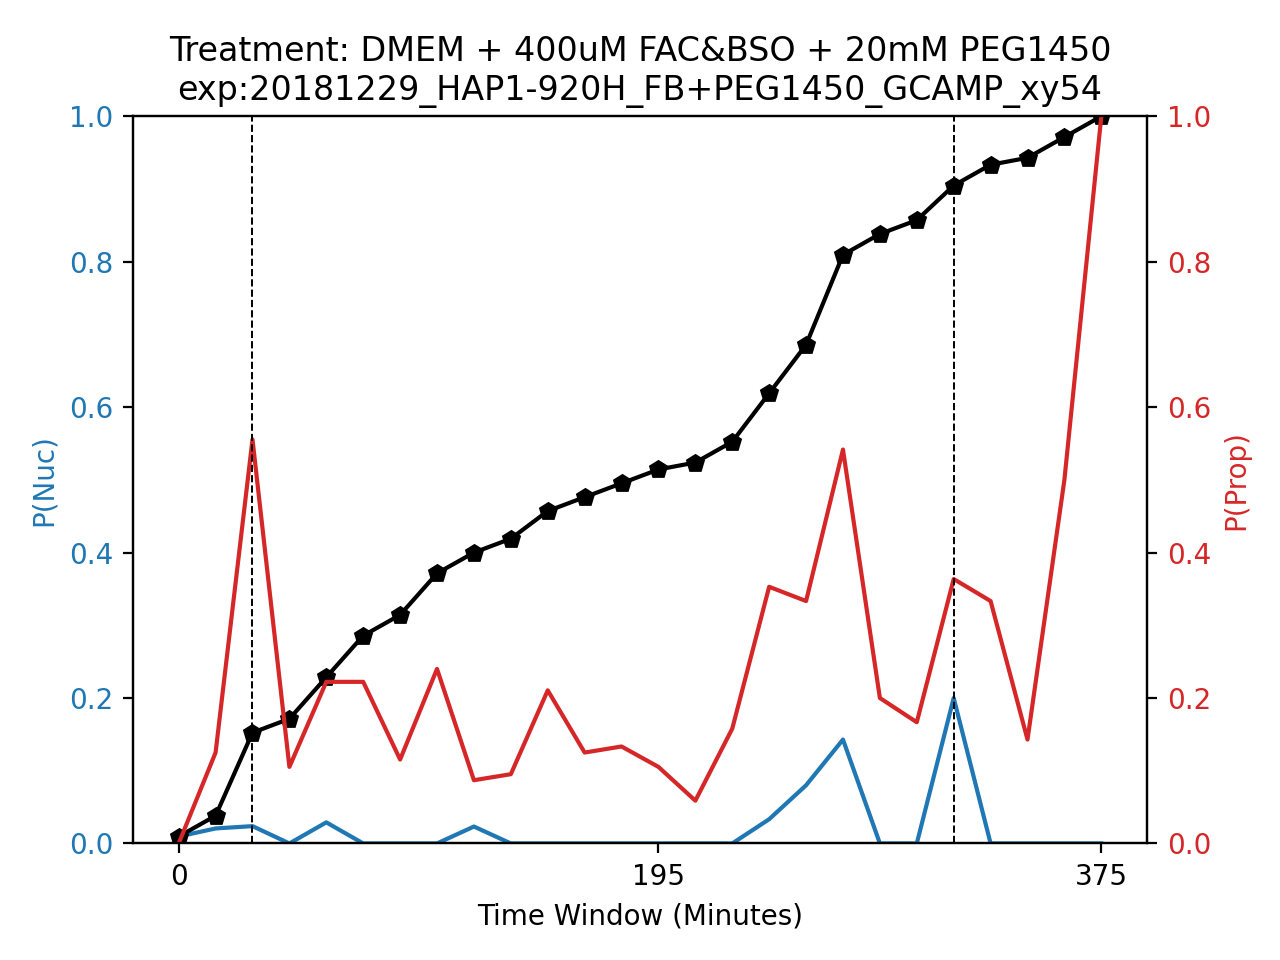 Treatment: DMEM + 400uM FAC&BSO + 20mM PEG1450
exp:20181229_HAP1-920H_FB+PEG1450_GCAMP_xy54
1.0
0.8
0.6
0.4
0.2
0.0
P(Nuc)
1.0
0.8
0.6
0.4
0.2
0.0
P(Prop)
0 195 375
Time Window (Minutes)